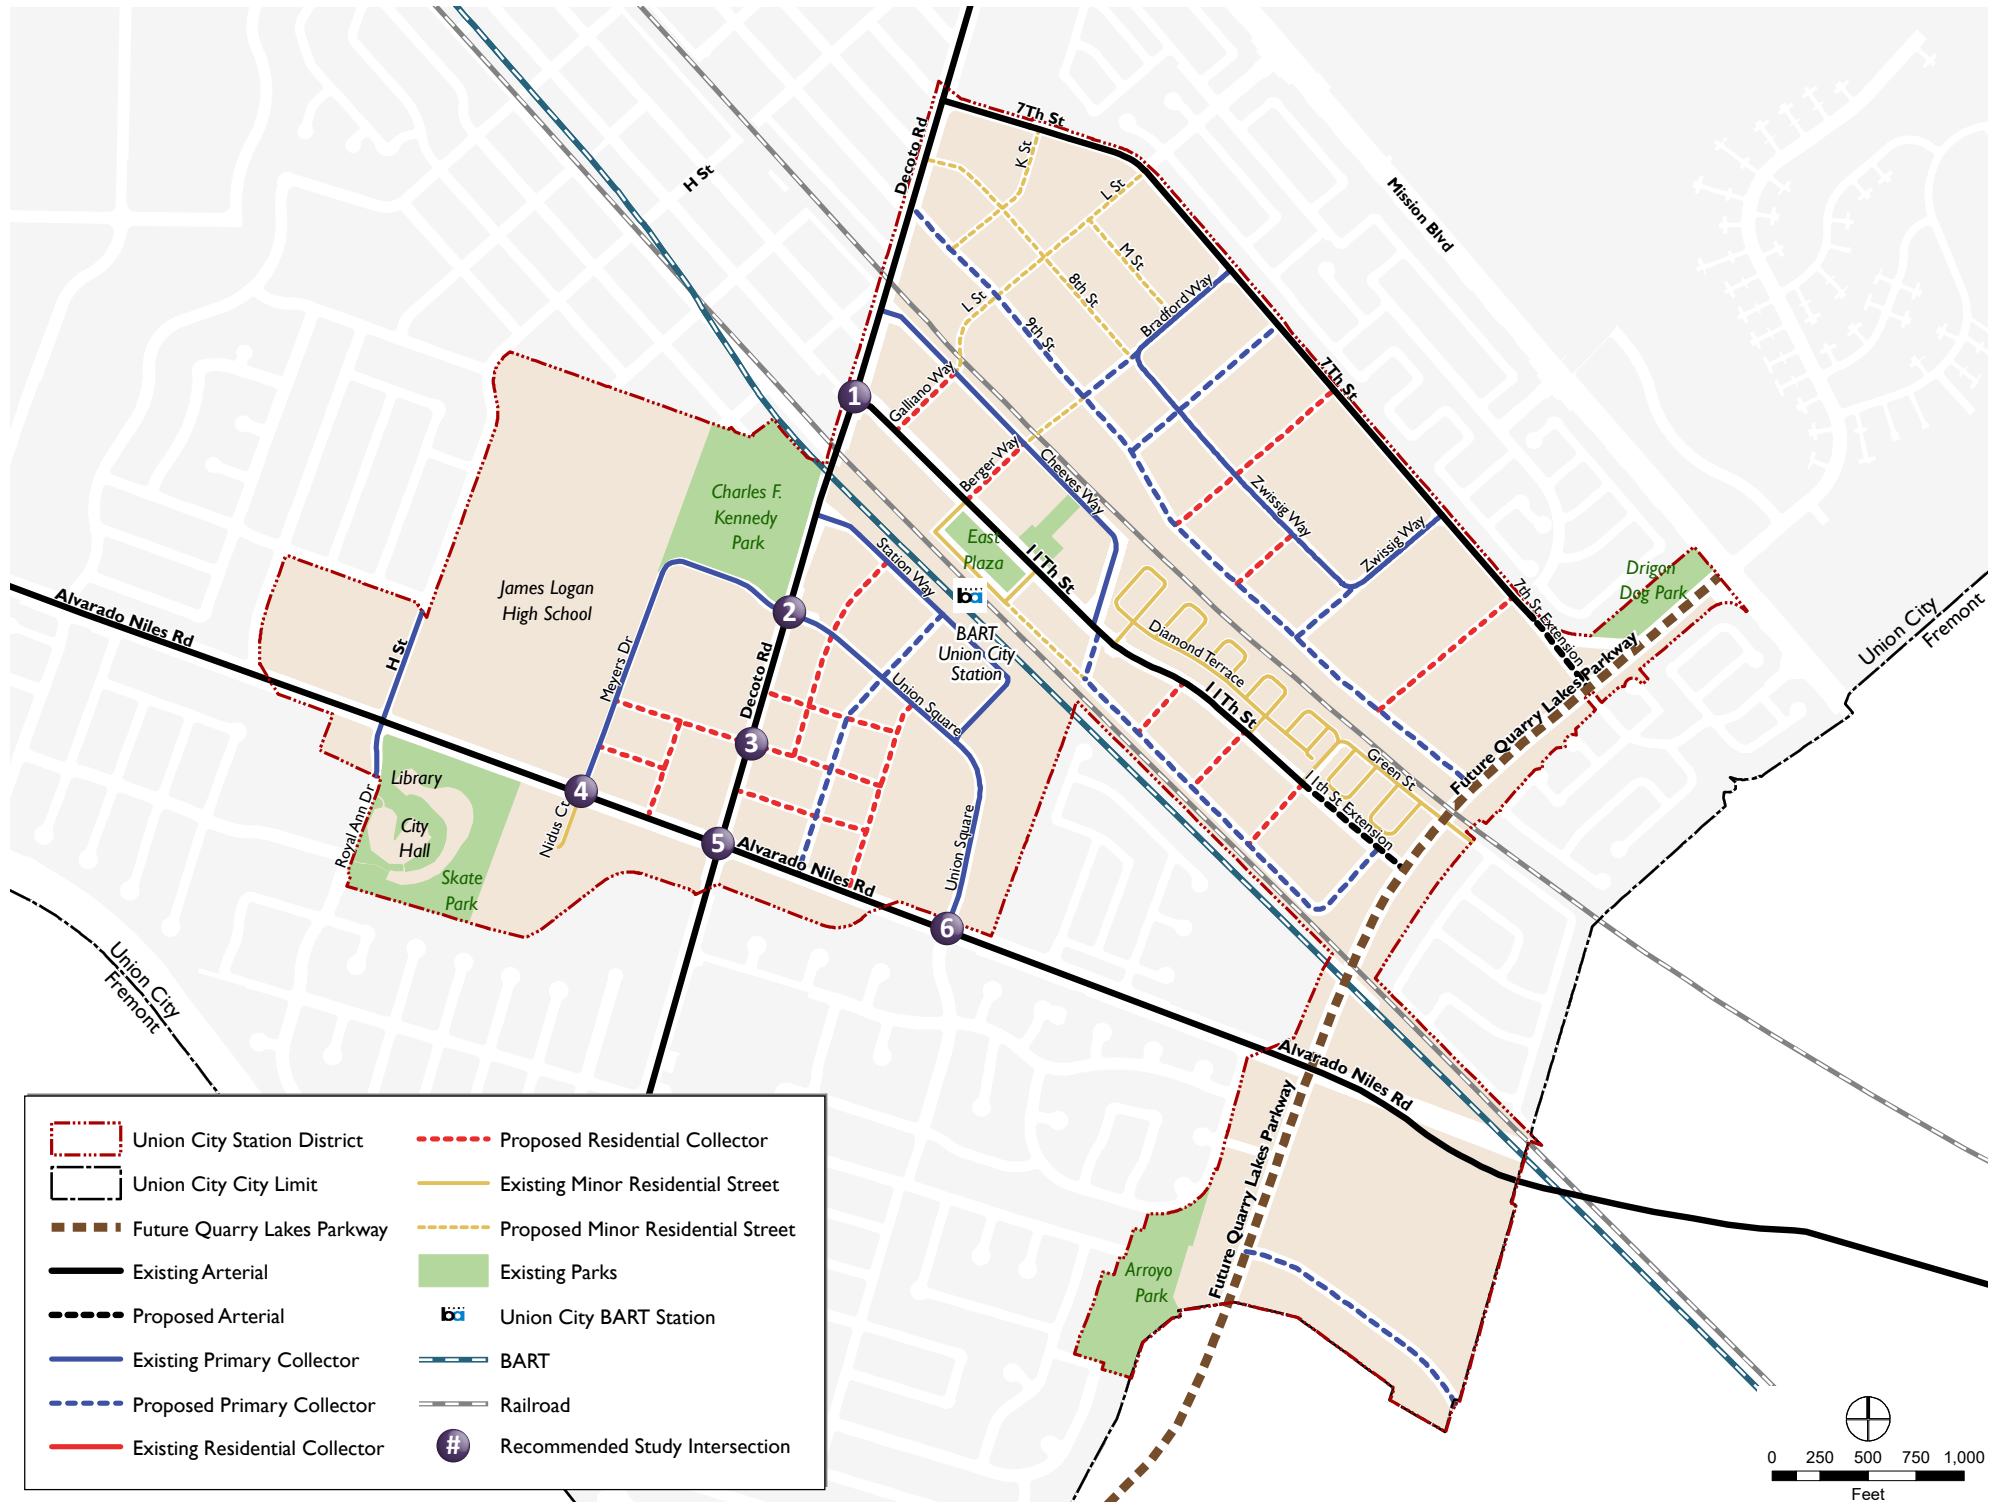 7Th St
K St
Decoto Rd
L St
H St
Mission Blvd
M St
8th St
Bradford Way
L St
9th St
7Th St
Galliano Way
1
Berger Way
Cheeves Way
Zwissig Way
Zwissig Way
Charles F.
Kennedy
Park
East
Plaza
11Th St
Station Way
ba
BART
Union City
Station
James Logan
High School
Alvarado Niles Rd
H St
Meyers Dr
2
Decoto Rd
Union Square
Diamond Terrace
11Th St
7th St Extension
Drigon
Dog Park
Union City
Fremont
Future Quarry Lakes Parkway
3
Green St
11th St Extension
Library
City
Hall
Royal Ann Dr
Skate
Park
Nidus Ct
4
5
Alvarado Niles Rd
Union Square
6
Union City
Fremont
Alvarado Niles Rd
Future Quarry Lakes Parkway
Arroyo
Park
Union City Station District
Union City City Limit
Future Quarry Lakes Parkway
Existing Arterial
Proposed Arterial
Existing Primary Collector
Proposed Primary Collector
Existing Residential Collector
Proposed Residential Collector
Existing Minor Residential Street
Proposed Minor Residential Street
Existing Parks
ba
Union City BART Station
BART
Railroad
#
Recommended Study Intersection
0 250 500 750 1,000
Feet